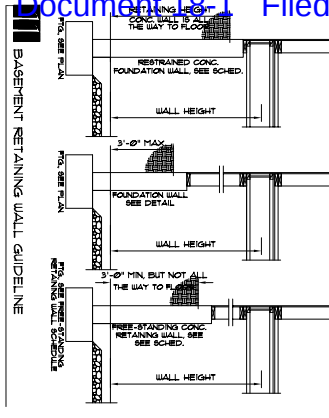 Document 18-1 Filed
RETAINING HEIGHT
CONC. WALL IS ALL
THE WAY TO FLOOR
FTG. SEE PLAN
RESTRAINED CONC.
FOUNDATION WALL, SEE SCHED.
WALL HEIGHT
3'-0" MAX.
FTG. SEE PLAN
FOUNDATION WALL
SEE DETAIL
WALL HEIGHT
3'-0" MIN, BUT NOT ALL
THE WAY TO FLOOR
FTG. SEE FREE-STANDING
RETAINING WALL SCHEDULE
FREE-STANDING CONC.
RETAINING WALL, SEE
SEE SCHED.
WALL HEIGHT
BASEMENT RETAINING WALL GUIDELINE